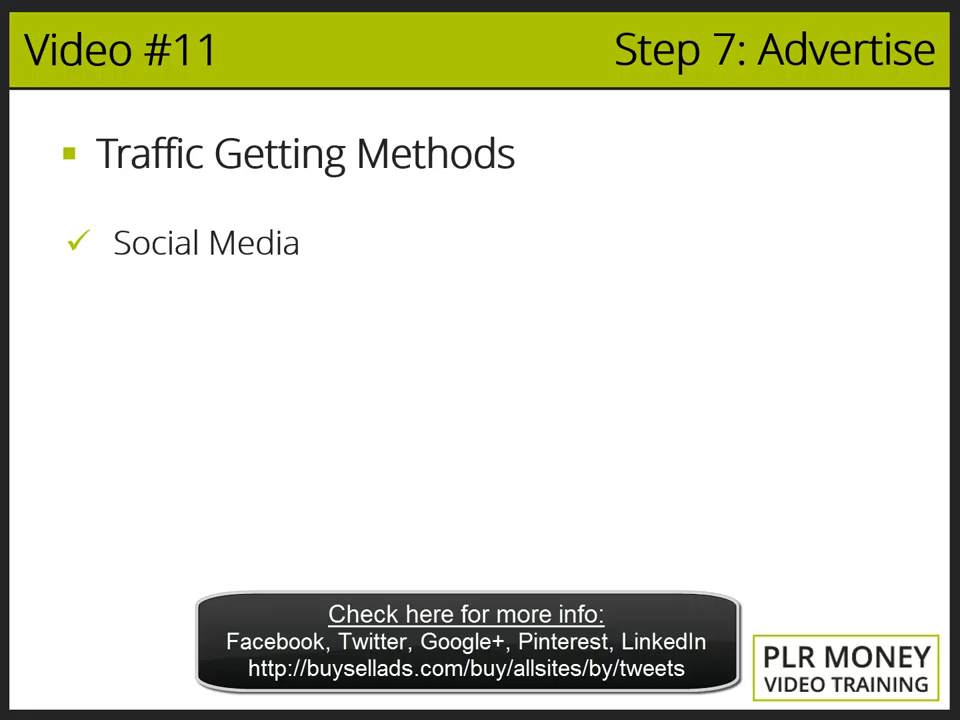 Video #11
Step 7: Advertise
Traffic Getting Methods
Social Media
Check here for more info:
Facebook, Twitter, Google+, Pinterest, LinkedIn
http://buysellads.com/buy/allsites/by/tweets
PLR MONEY
VIDEO TRAINING